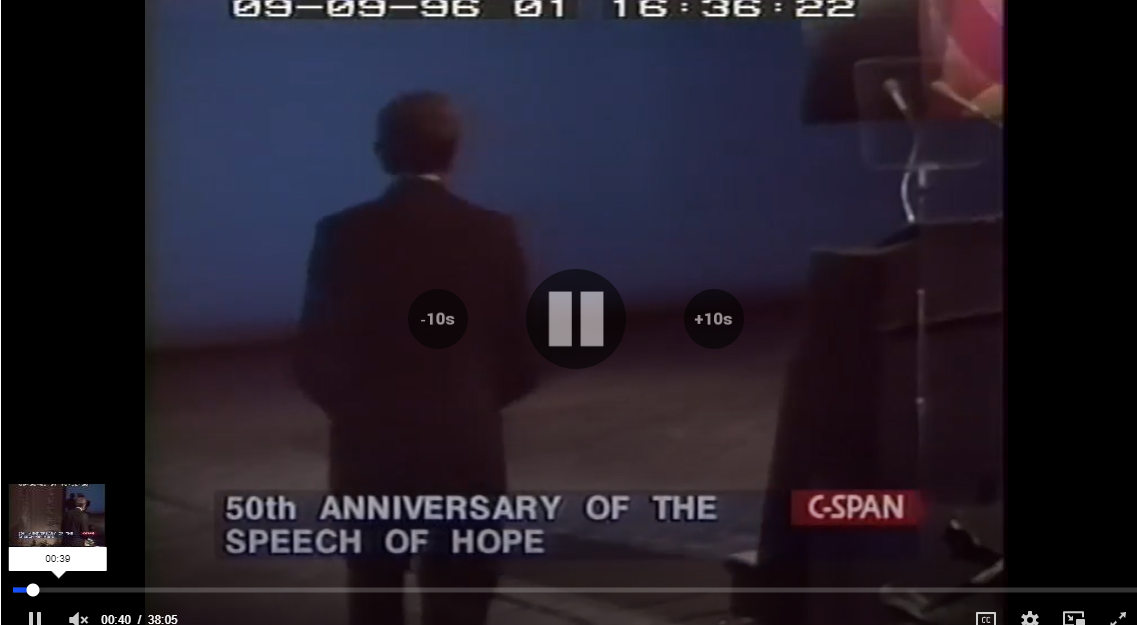 09-09-96 01 16:36:22
-10s
+10s
50th ANNIVERSARY OF THE
C-SPAN
SPEECH OF HOPE
00:39
00:40 / 38:05
CC